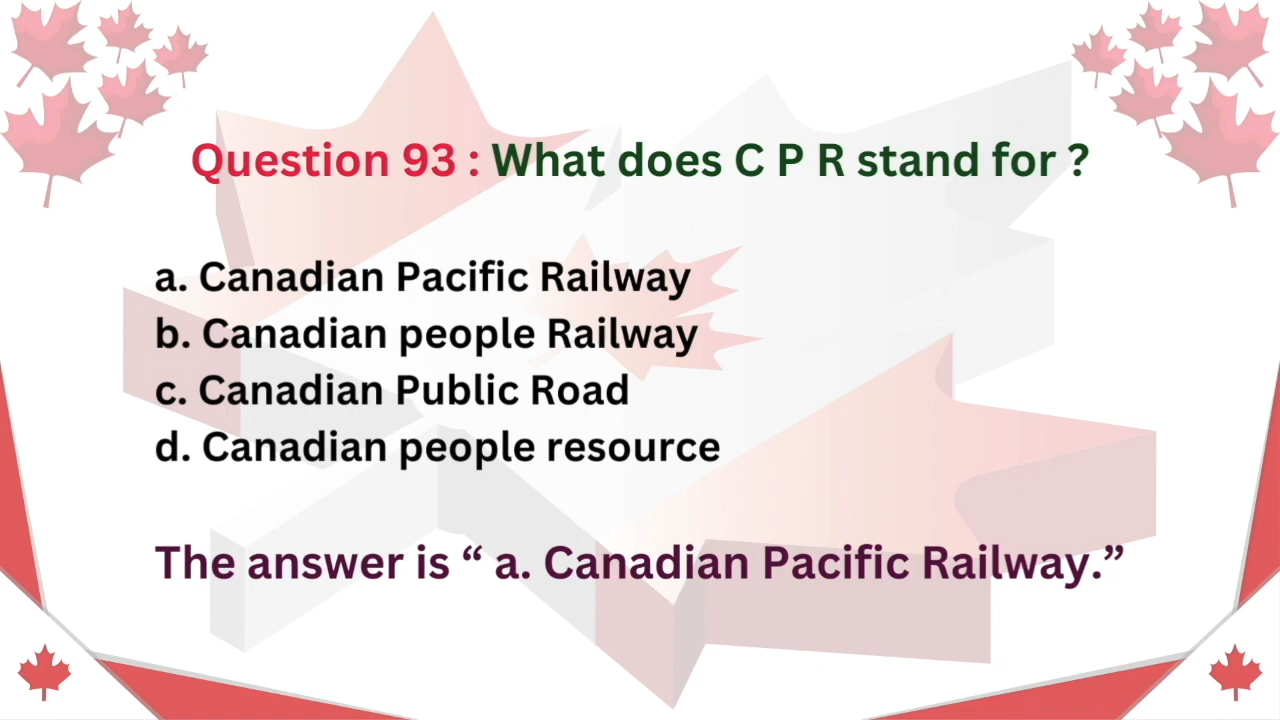 Question 93 : What does C P R stand for ?
a. Canadian Pacific Railway
b. Canadian people Railway
c. Canadian Public Road
d. Canadian people resource
The answer is “ a. Canadian Pacific Railway.”